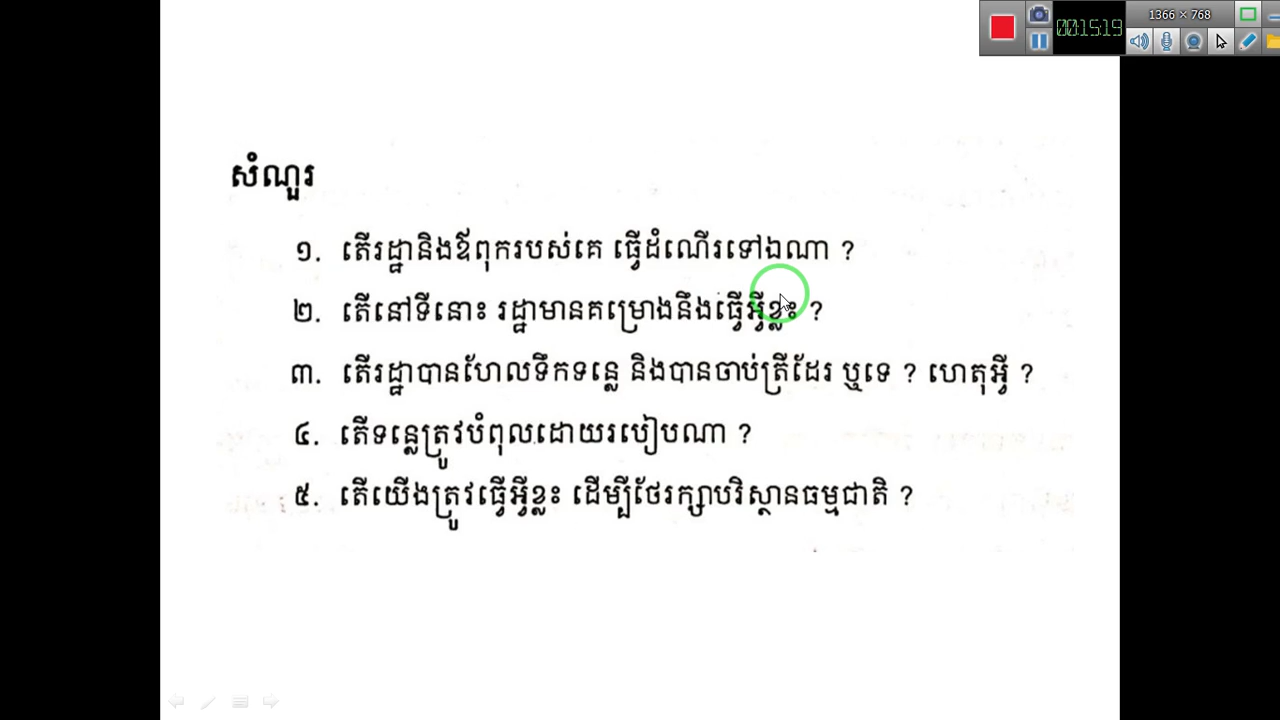 1366 × 768
00:15:19
សំណួរ
១. តើរដ្ឋានិងឪពុករបស់គេ ធ្វើដំណើរទៅឯណា ?
២. តើនៅទីនោះ រដ្ឋាមានគម្រោងនឹងធ្វើអ្វីខ្លះ ?
៣. តើរដ្ឋាបានហែលទឹកទន្លេ និងបានចាប់ត្រីដែរ ឬទេ ? ហេតុអ្វី ?
៤. តើទន្លេត្រូវបំពុលដោយរបៀបណា ?
៥. តើយើងត្រូវធ្វើអ្វីខ្លះ ដើម្បីថែរក្សាបរិស្ថានធម្មជាតិ ?